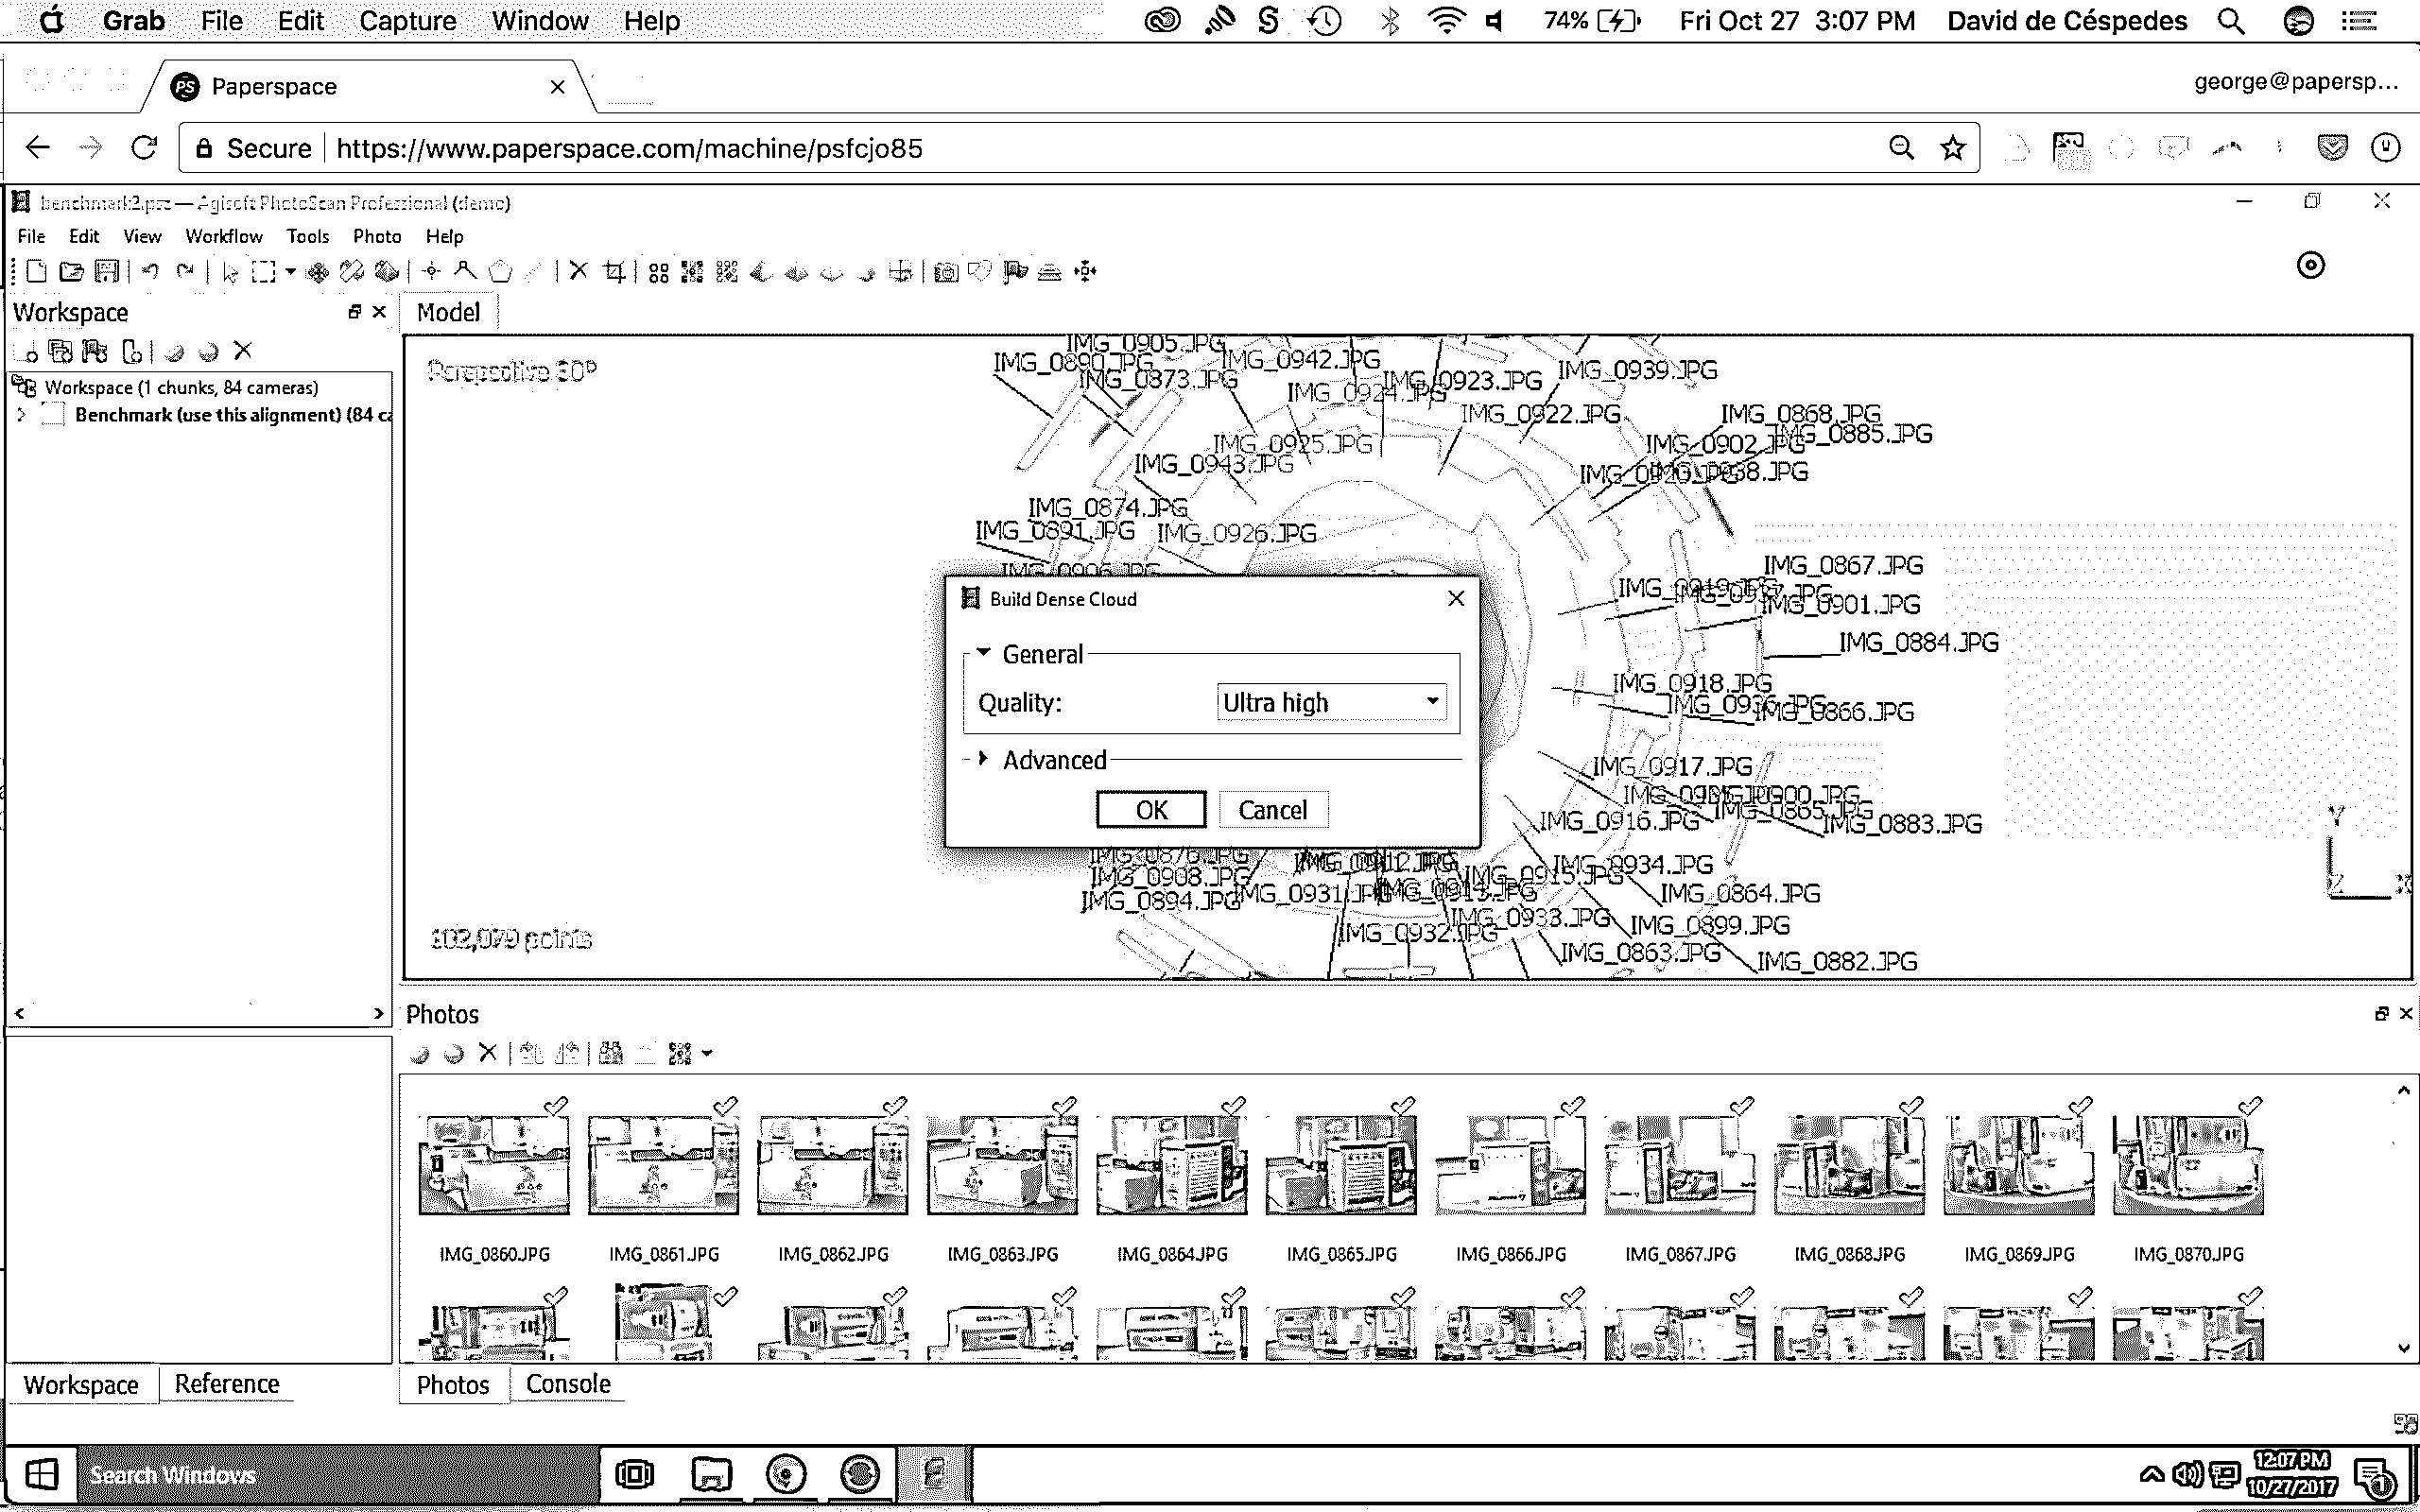 Grab File Edit Capture Window Help 74% Fri Oct 27 3:07 PM David de Céspedes
Paperspace george@papersp...
Secure https://www.paperspace.com/machine/psfcjo85
benchmark2.psz — Agisoft PhotoScan Professional (demo)
File Edit View Workflow Tools Photo Help
Workspace
Model
Workspace (1 chunks, 84 cameras)
Benchmark (use this alignment) (84 ca
Perspective 30°
IMG_0905.JPG
IMG_0890.JPG
IMG_0942.JPG
IMG_0873.JPG
IMG_0923.JPG
IMG_0939.JPG
IMG_0924.JPG
IMG_0922.JPG
IMG_0868.JPG
IMG_0885.JPG
IMG_0925.JPG
IMG_0902.JPG
IMG_0943.JPG
IMG_0874.JPG
IMG_0891.JPG
IMG_0926.JPG
IMG_0906.JPG
IMG_0867.JPG
IMG_0901.JPG
IMG_0884.JPG
IMG_0918.JPG
IMG_0866.JPG
IMG_0917.JPG
IMG_0865.JPG
IMG_0916.JPG
IMG_0883.JPG
Build Dense Cloud
General
Quality: Ultra high
Advanced
OK Cancel
IMG_0908.JPG
IMG_0934.JPG
IMG_0915.JPG
IMG_0894.JPG
IMG_0931.JPG
IMG_0864.JPG
IMG_0933.JPG
IMG_0899.JPG
IMG_0932.JPG
IMG_0863.JPG
IMG_0882.JPG
Y
Z X
points
Photos
IMG_0860.JPG IMG_0861.JPG IMG_0862.JPG IMG_0863.JPG IMG_0864.JPG IMG_0865.JPG IMG_0866.JPG IMG_0867.JPG IMG_0868.JPG IMG_0869.JPG IMG_0870.JPG
Workspace Reference Photos Console
Search Windows
12:07 PM
10/27/2017